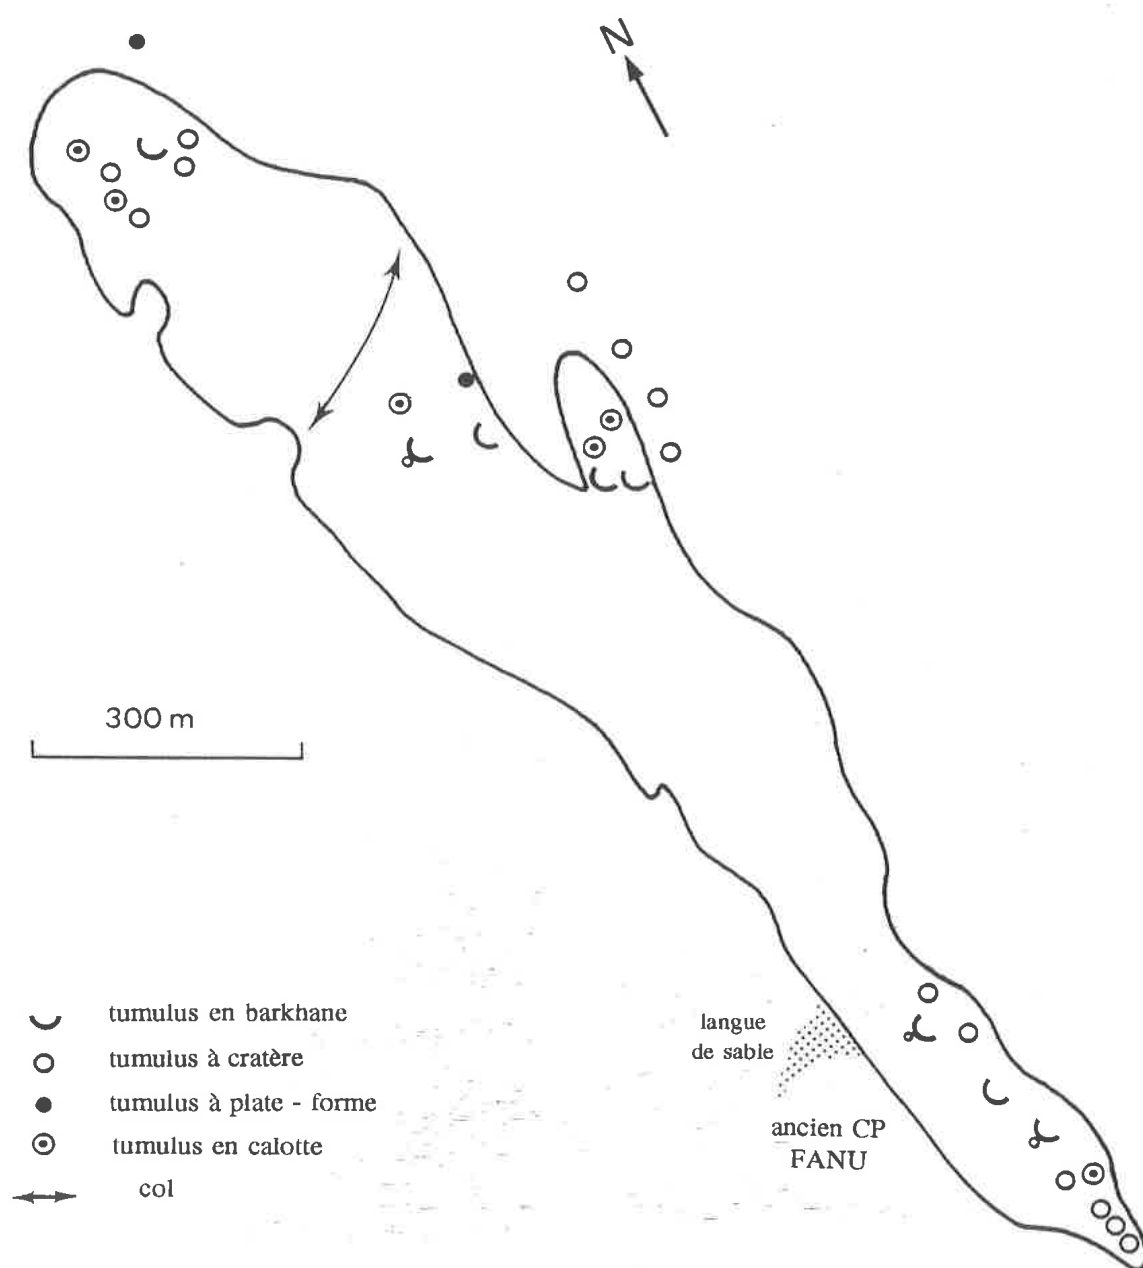 N
300 m
tumulus en barkhane
tumulus à cratère
tumulus à plate - forme
tumulus en calotte
col
langue
de sable
ancien CP
FANU